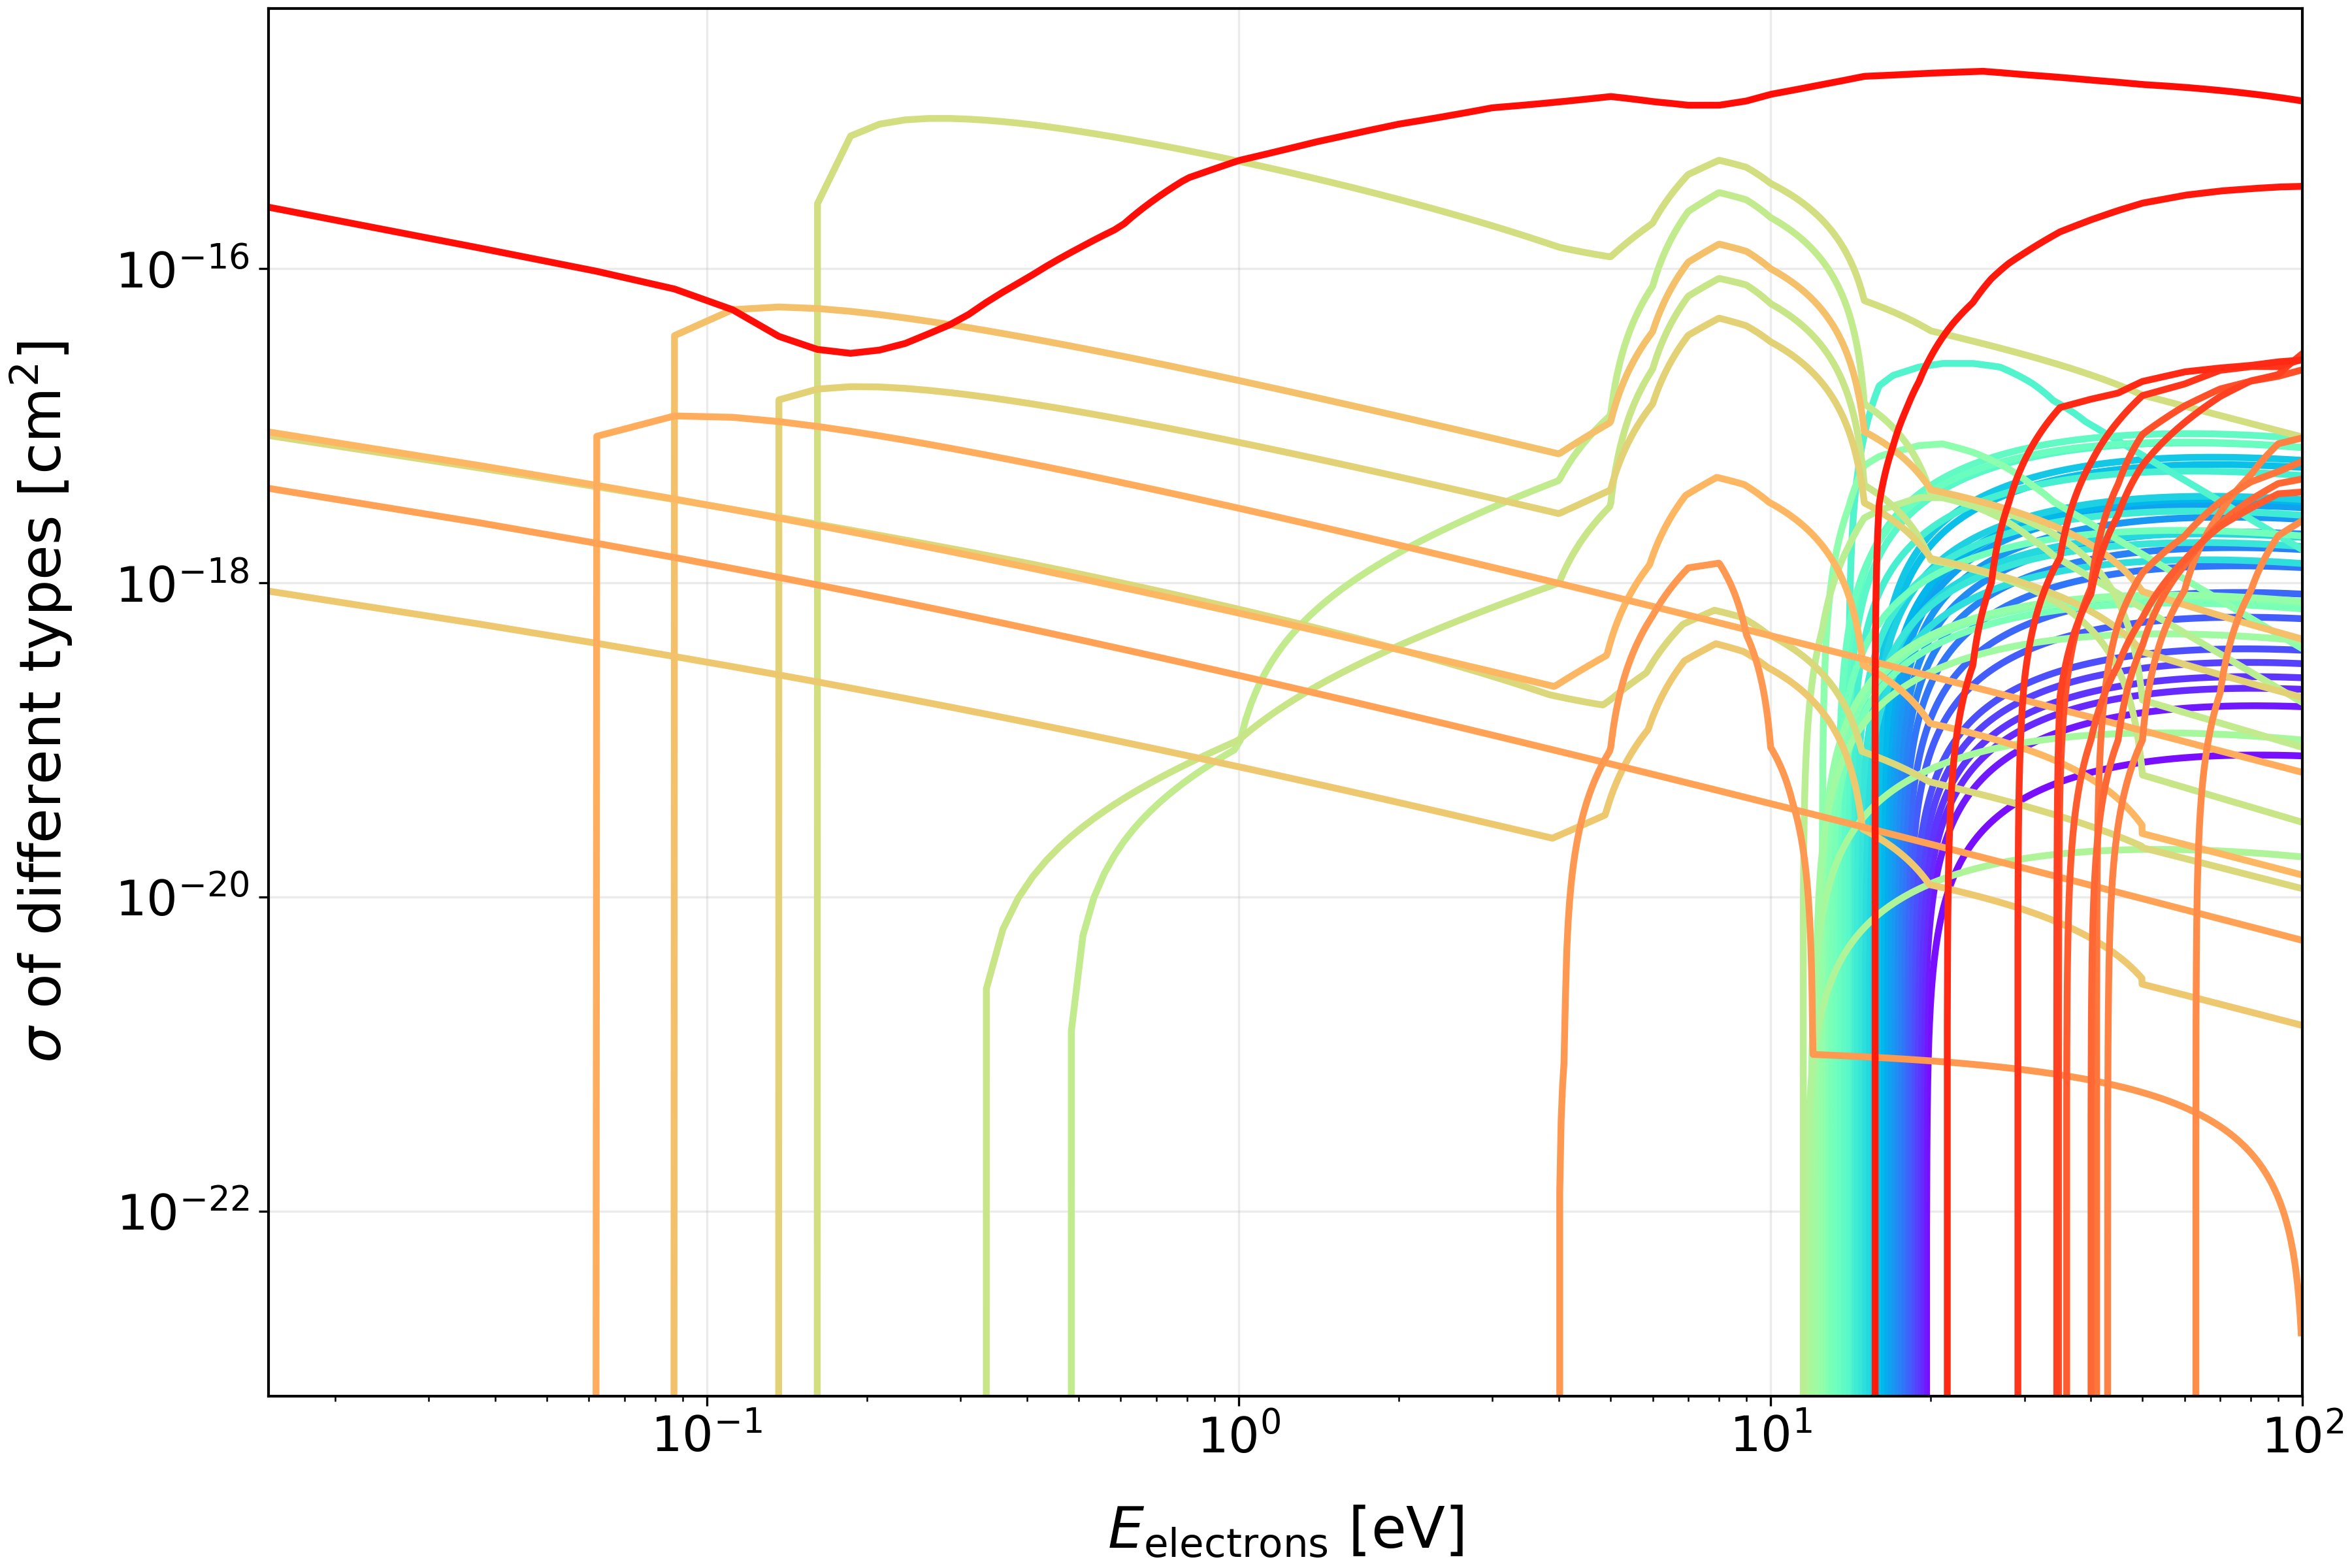 σ of different types [cm²]
10⁻¹⁶
10⁻¹⁸
10⁻²⁰
10⁻²²
10⁻¹ 10⁰ 10¹ 10²
E_electrons [eV]